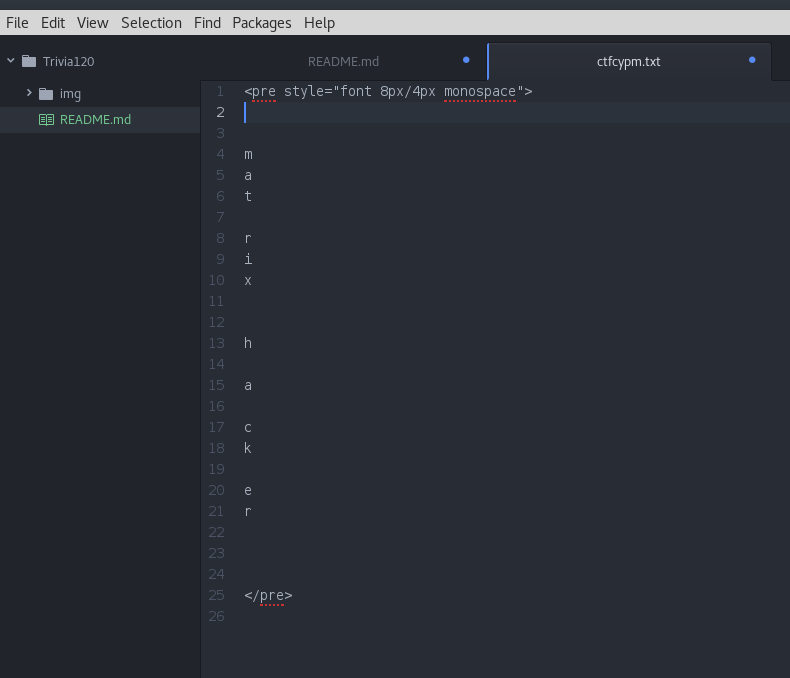 File Edit View Selection Find Packages Help
Trivia120
README.md
ctfcypm.txt
img
README.md
1 <pre style="font 8px/4px monospace">
2
3
4 m
5 a
6 t
7
8 r
9 i
10 x
11
12
13 h
14
15 a
16
17 c
18 k
19
20 e
21 r
22
23
24
25 </pre>
26